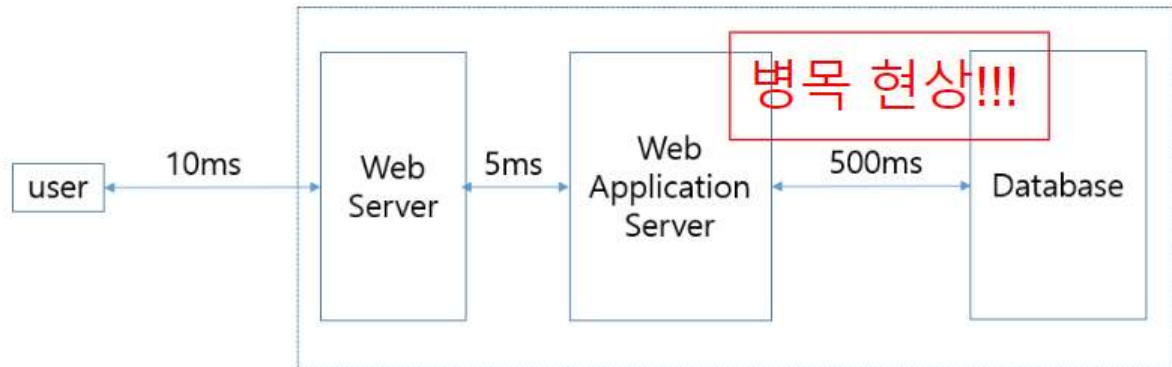 병목 현상!!!
user
10ms
Web
Server
5ms
Web
Application
Server
500ms
Database